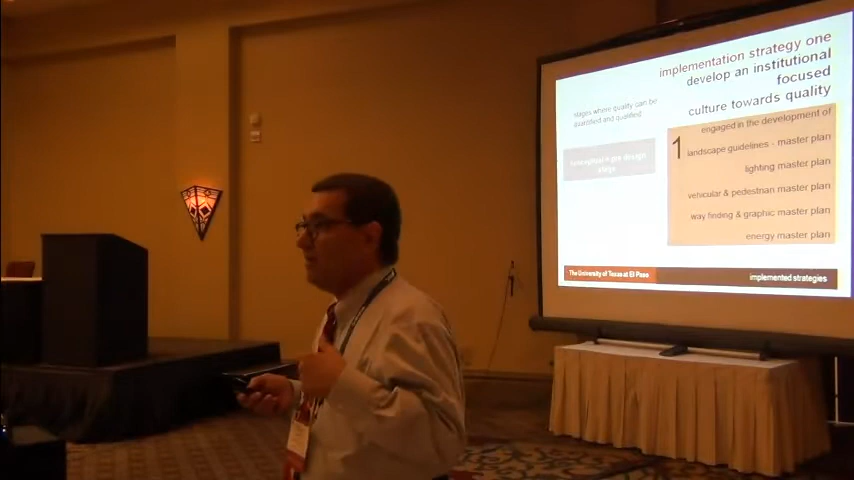 implementation strategy one
develop an institutional
focused
culture towards quality
stages where quality can be
quantified and qualified
1
engaged in the development of
landscape guidelines - master plan
lighting master plan
vehicular & pedestrian master plan
way finding & graphic master plan
energy master plan
The University of Texas at El Paso
implemented strategies